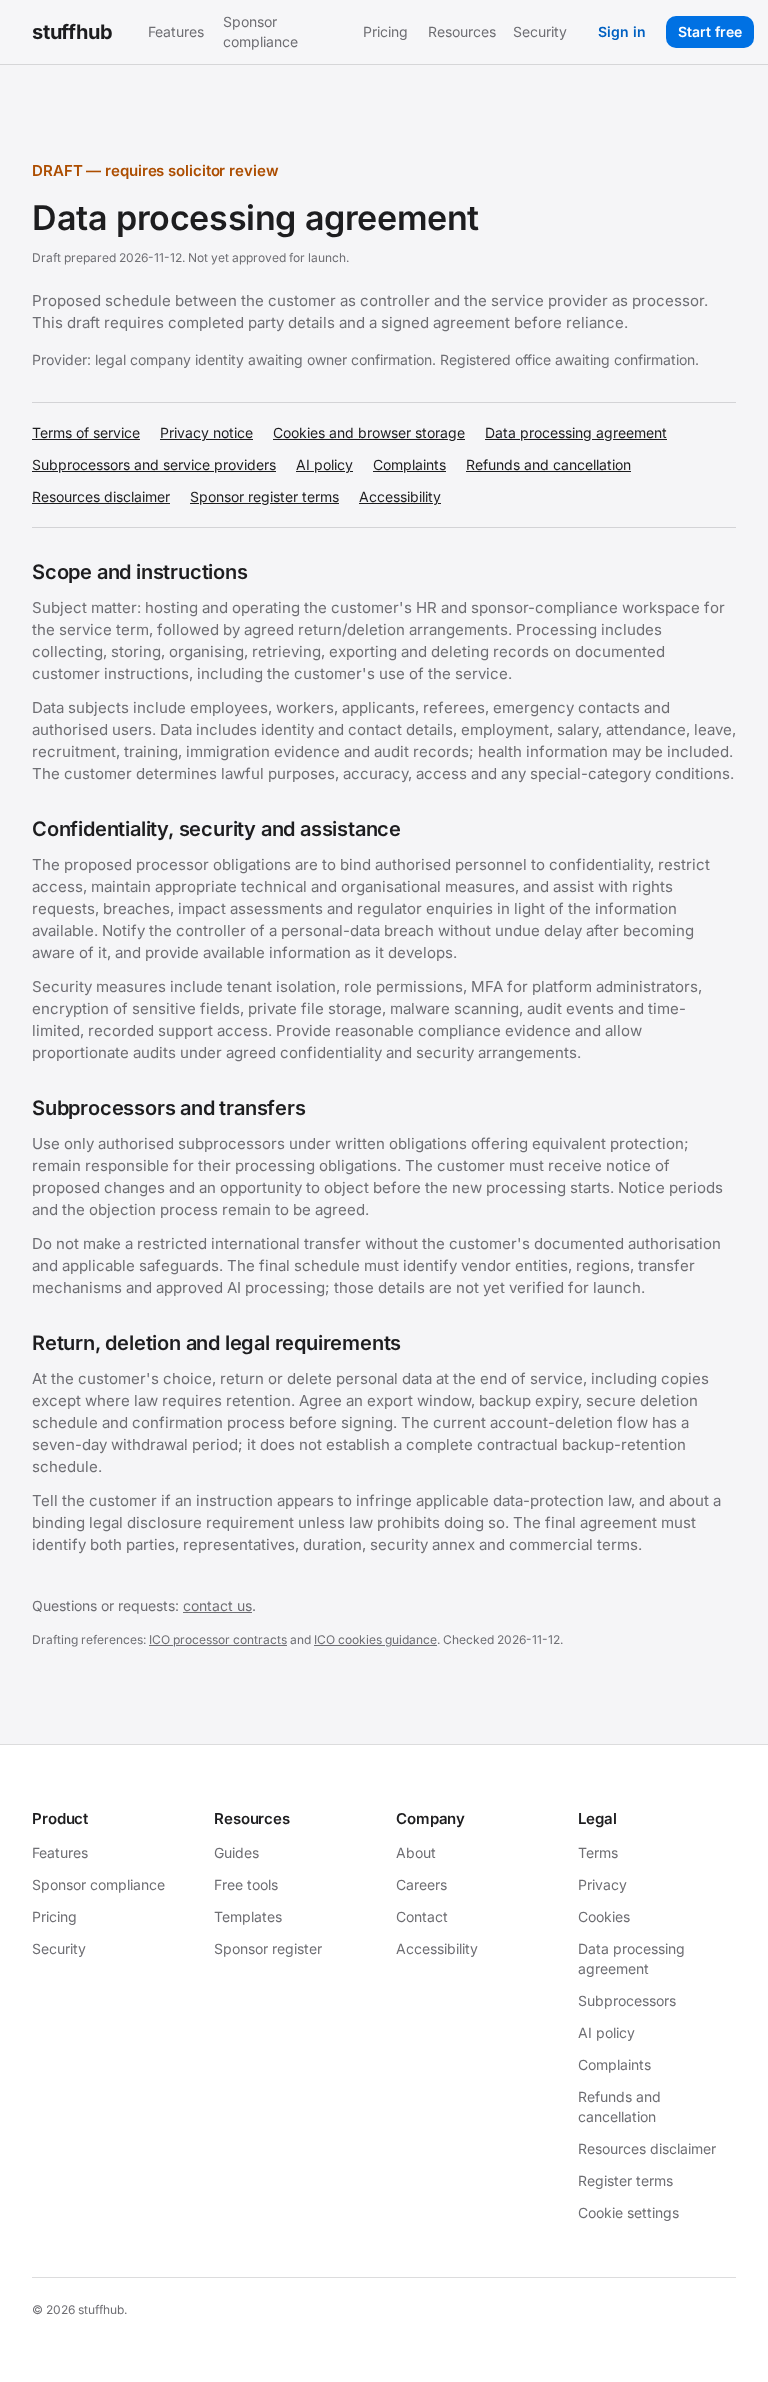 stuffhub
Features
Sponsor
compliance
Pricing
Resources
Security
Sign in
Start free
DRAFT — requires solicitor review
Data processing agreement
Draft prepared 2026-11-12. Not yet approved for launch.
Proposed schedule between the customer as controller and the service provider as processor.
This draft requires completed party details and a signed agreement before reliance.
Provider: legal company identity awaiting owner confirmation. Registered office awaiting confirmation.
Terms of service Privacy notice Cookies and browser storage Data processing agreement
Subprocessors and service providers AI policy Complaints Refunds and cancellation
Resources disclaimer Sponsor register terms Accessibility
Scope and instructions
Subject matter: hosting and operating the customer's HR and sponsor-compliance workspace for
the service term, followed by agreed return/deletion arrangements. Processing includes
collecting, storing, organising, retrieving, exporting and deleting records on documented
customer instructions, including the customer's use of the service.
Data subjects include employees, workers, applicants, referees, emergency contacts and
authorised users. Data includes identity and contact details, employment, salary, attendance, leave,
recruitment, training, immigration evidence and audit records; health information may be included.
The customer determines lawful purposes, accuracy, access and any special-category conditions.
Confidentiality, security and assistance
The proposed processor obligations are to bind authorised personnel to confidentiality, restrict
access, maintain appropriate technical and organisational measures, and assist with rights
requests, breaches, impact assessments and regulator enquiries in light of the information
available. Notify the controller of a personal-data breach without undue delay after becoming
aware of it, and provide available information as it develops.
Security measures include tenant isolation, role permissions, MFA for platform administrators,
encryption of sensitive fields, private file storage, malware scanning, audit events and time-
limited, recorded support access. Provide reasonable compliance evidence and allow
proportionate audits under agreed confidentiality and security arrangements.
Subprocessors and transfers
Use only authorised subprocessors under written obligations offering equivalent protection;
remain responsible for their processing obligations. The customer must receive notice of
proposed changes and an opportunity to object before the new processing starts. Notice periods
and the objection process remain to be agreed.
Do not make a restricted international transfer without the customer's documented authorisation
and applicable safeguards. The final schedule must identify vendor entities, regions, transfer
mechanisms and approved AI processing; those details are not yet verified for launch.
Return, deletion and legal requirements
At the customer's choice, return or delete personal data at the end of service, including copies
except where law requires retention. Agree an export window, backup expiry, secure deletion
schedule and confirmation process before signing. The current account-deletion flow has a
seven-day withdrawal period; it does not establish a complete contractual backup-retention
schedule.
Tell the customer if an instruction appears to infringe applicable data-protection law, and about a
binding legal disclosure requirement unless law prohibits doing so. The final agreement must
identify both parties, representatives, duration, security annex and commercial terms.
Questions or requests: contact us.
Drafting references: ICO processor contracts and ICO cookies guidance. Checked 2026-11-12.
Product
Features
Sponsor compliance
Pricing
Security
Resources
Guides
Free tools
Templates
Sponsor register
Company
About
Careers
Contact
Accessibility
Legal
Terms
Privacy
Cookies
Data processing
agreement
Subprocessors
AI policy
Complaints
Refunds and
cancellation
Resources disclaimer
Register terms
Cookie settings
© 2026 stuffhub.